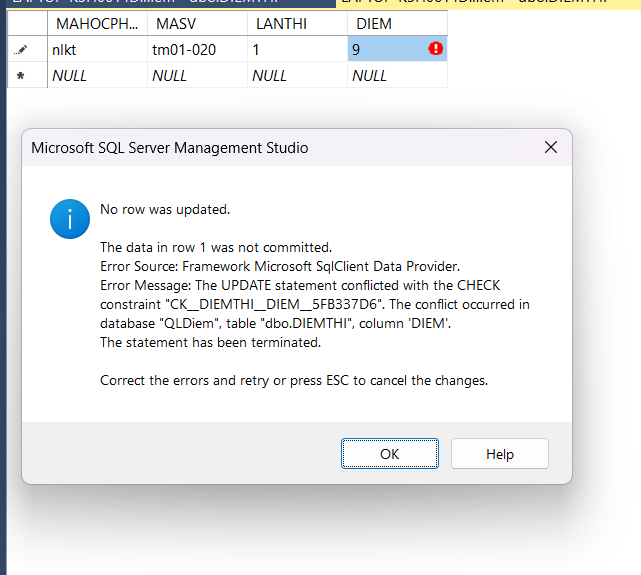 MAHOCPH... MASV LANTHI DIEM
nlkt tm01-020 1 9
NULL NULL NULL NULL
Microsoft SQL Server Management Studio
No row was updated.
The data in row 1 was not committed.
Error Source: Framework Microsoft SqlClient Data Provider.
Error Message: The UPDATE statement conflicted with the CHECK
constraint "CK__DIEMTHI__DIEM__5FB337D6". The conflict occurred in
database "QLDiem", table "dbo.DIEMTHI", column 'DIEM'.
The statement has been terminated.
Correct the errors and retry or press ESC to cancel the changes.
OK Help